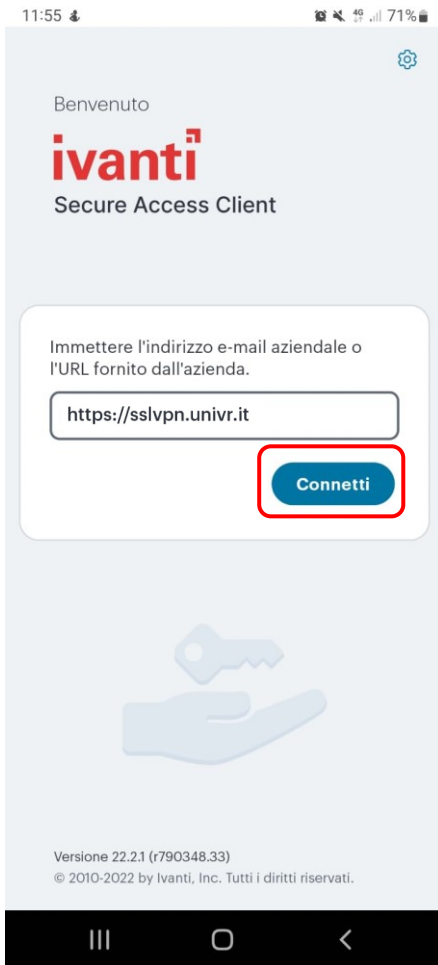 11:55
4G 71%
Benvenuto
ivanti
Secure Access Client
Immettere l'indirizzo e-mail aziendale o
l'URL fornito dall'azienda.
https://sslvpn.univr.it
Connetti
Versione 22.2.1 (r790348.33)
© 2010-2022 by Ivanti, Inc. Tutti i diritti riservati.